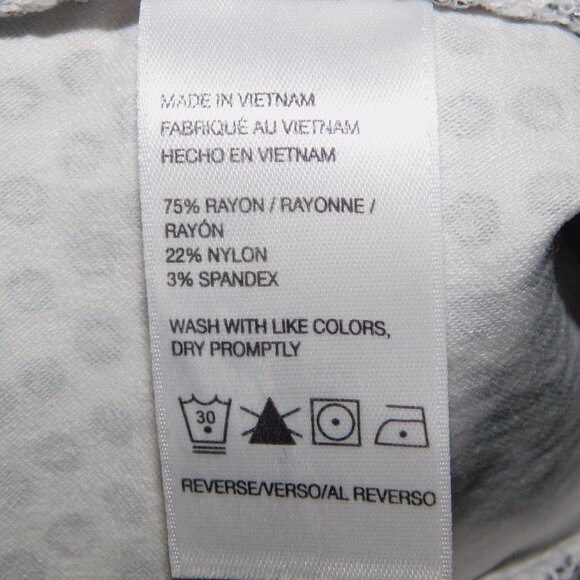 MADE IN VIETNAM
FABRIQUÉ AU VIETNAM
HECHO EN VIETNAM
75% RAYON / RAYONNE /
RAYÓN
22% NYLON
3% SPANDEX
WASH WITH LIKE COLORS,
DRY PROMPTLY
30
REVERSE/VERSO/AL REVERSO